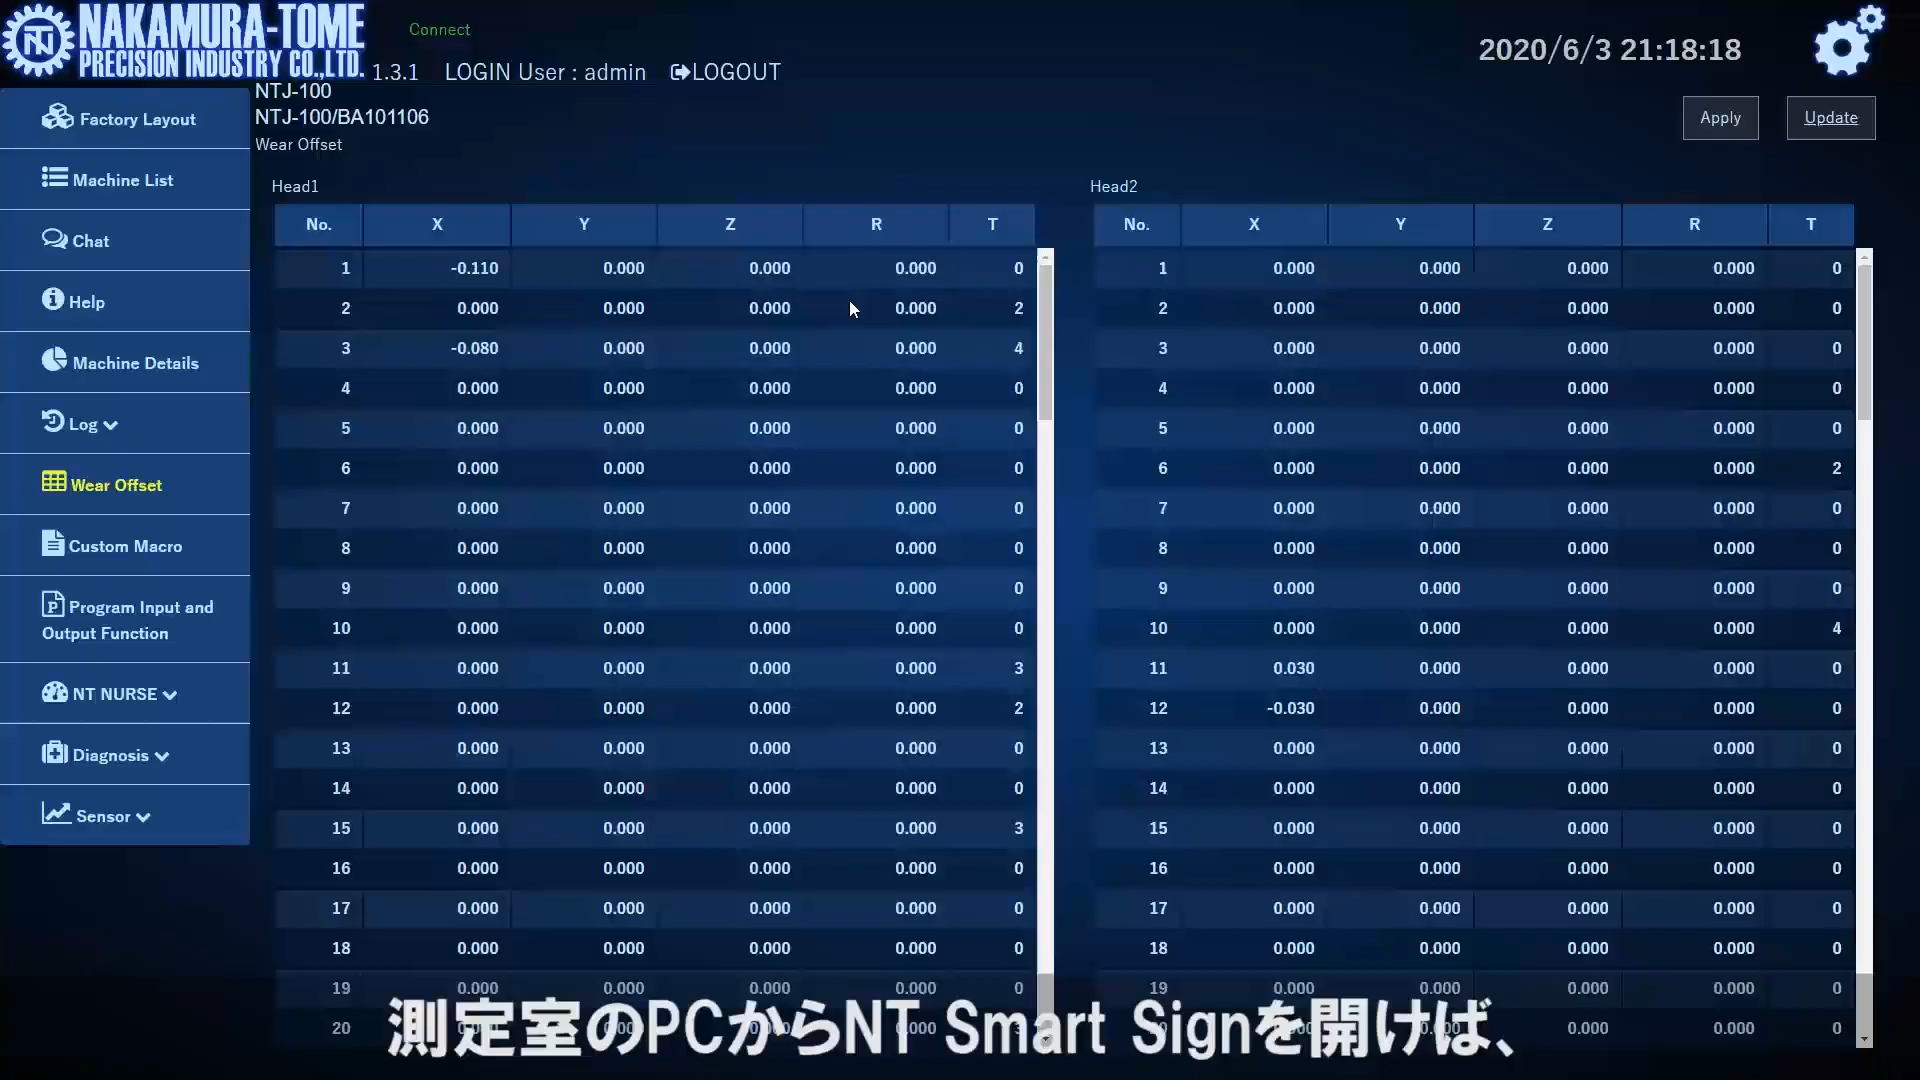 NAKAMURA-TOME
PRECISION INDUSTRY CO.,LTD.
Connect
1.3.1 LOGIN User : admin LOGOUT
2020/6/3 21:18:18
NTJ-100
NTJ-100/BA101106
Wear Offset
Apply Update
Factory Layout
Machine List
Chat
Help
Machine Details
Log
Wear Offset
Custom Macro
Program Input and
Output Function
NT NURSE
Diagnosis
Sensor
Head1
No. X Y Z R T
1 -0.110 0.000 0.000 0.000 0
2 0.000 0.000 0.000 0.000 2
3 -0.080 0.000 0.000 0.000 4
4 0.000 0.000 0.000 0.000 0
5 0.000 0.000 0.000 0.000 0
6 0.000 0.000 0.000 0.000 0
7 0.000 0.000 0.000 0.000 0
8 0.000 0.000 0.000 0.000 0
9 0.000 0.000 0.000 0.000 0
10 0.000 0.000 0.000 0.000 0
11 0.000 0.000 0.000 0.000 3
12 0.000 0.000 0.000 0.000 2
13 0.000 0.000 0.000 0.000 0
14 0.000 0.000 0.000 0.000 0
15 0.000 0.000 0.000 0.000 3
16 0.000 0.000 0.000 0.000 0
17 0.000 0.000 0.000 0.000 0
18 0.000 0.000 0.000 0.000 0
19 0.000 0.000 0.000 0.000 0
20
Head2
No. X Y Z R T
1 0.000 0.000 0.000 0.000 0
2 0.000 0.000 0.000 0.000 0
3 0.000 0.000 0.000 0.000 0
4 0.000 0.000 0.000 0.000 0
5 0.000 0.000 0.000 0.000 0
6 0.000 0.000 0.000 0.000 2
7 0.000 0.000 0.000 0.000 0
8 0.000 0.000 0.000 0.000 0
9 0.000 0.000 0.000 0.000 0
10 0.000 0.000 0.000 0.000 4
11 0.030 0.000 0.000 0.000 0
12 -0.030 0.000 0.000 0.000 0
13 0.000 0.000 0.000 0.000 0
14 0.000 0.000 0.000 0.000 0
15 0.000 0.000 0.000 0.000 0
16 0.000 0.000 0.000 0.000 0
17 0.000 0.000 0.000 0.000 0
18 0.000 0.000 0.000 0.000 0
19 0.000 0.000 0.000 0.000 0
0.000 0.000 0
測定室のPCからNT Smart Signを開けば、